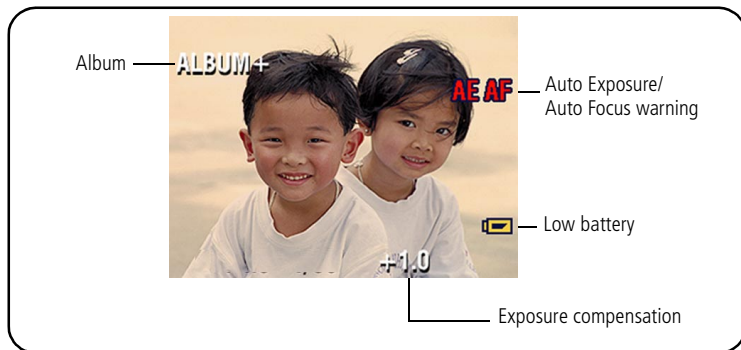 Album
ALBUM+
AE AF
Auto Exposure/
Auto Focus warning
Low battery
+1.0
Exposure compensation